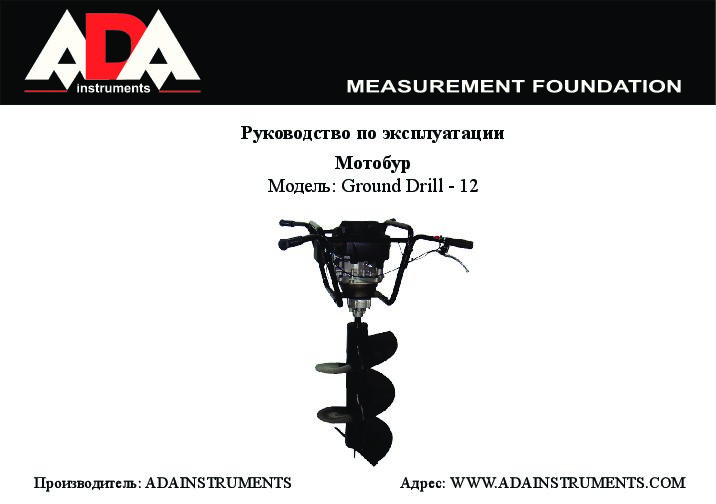 ADA
instruments
MEASUREMENT FOUNDATION
Руководство по эксплуатации
Мотобур
Модель: Ground Drill - 12
Производитель: ADAINSTRUMENTS
Адрес: WWW.ADAINSTRUMENTS.COM